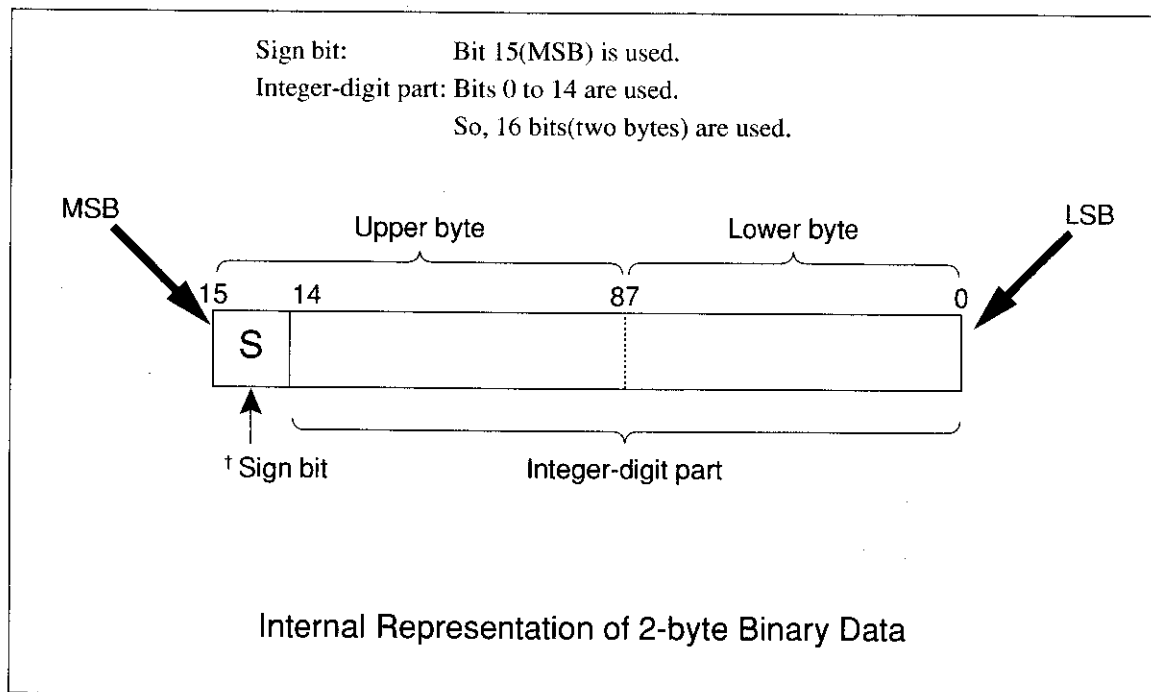 Sign bit: Bit 15(MSB) is used.
Integer-digit part: Bits 0 to 14 are used.
So, 16 bits(two bytes) are used.
MSB
LSB
Upper byte
Lower byte
15
14
87
0
S
† Sign bit
Integer-digit part
Internal Representation of 2-byte Binary Data